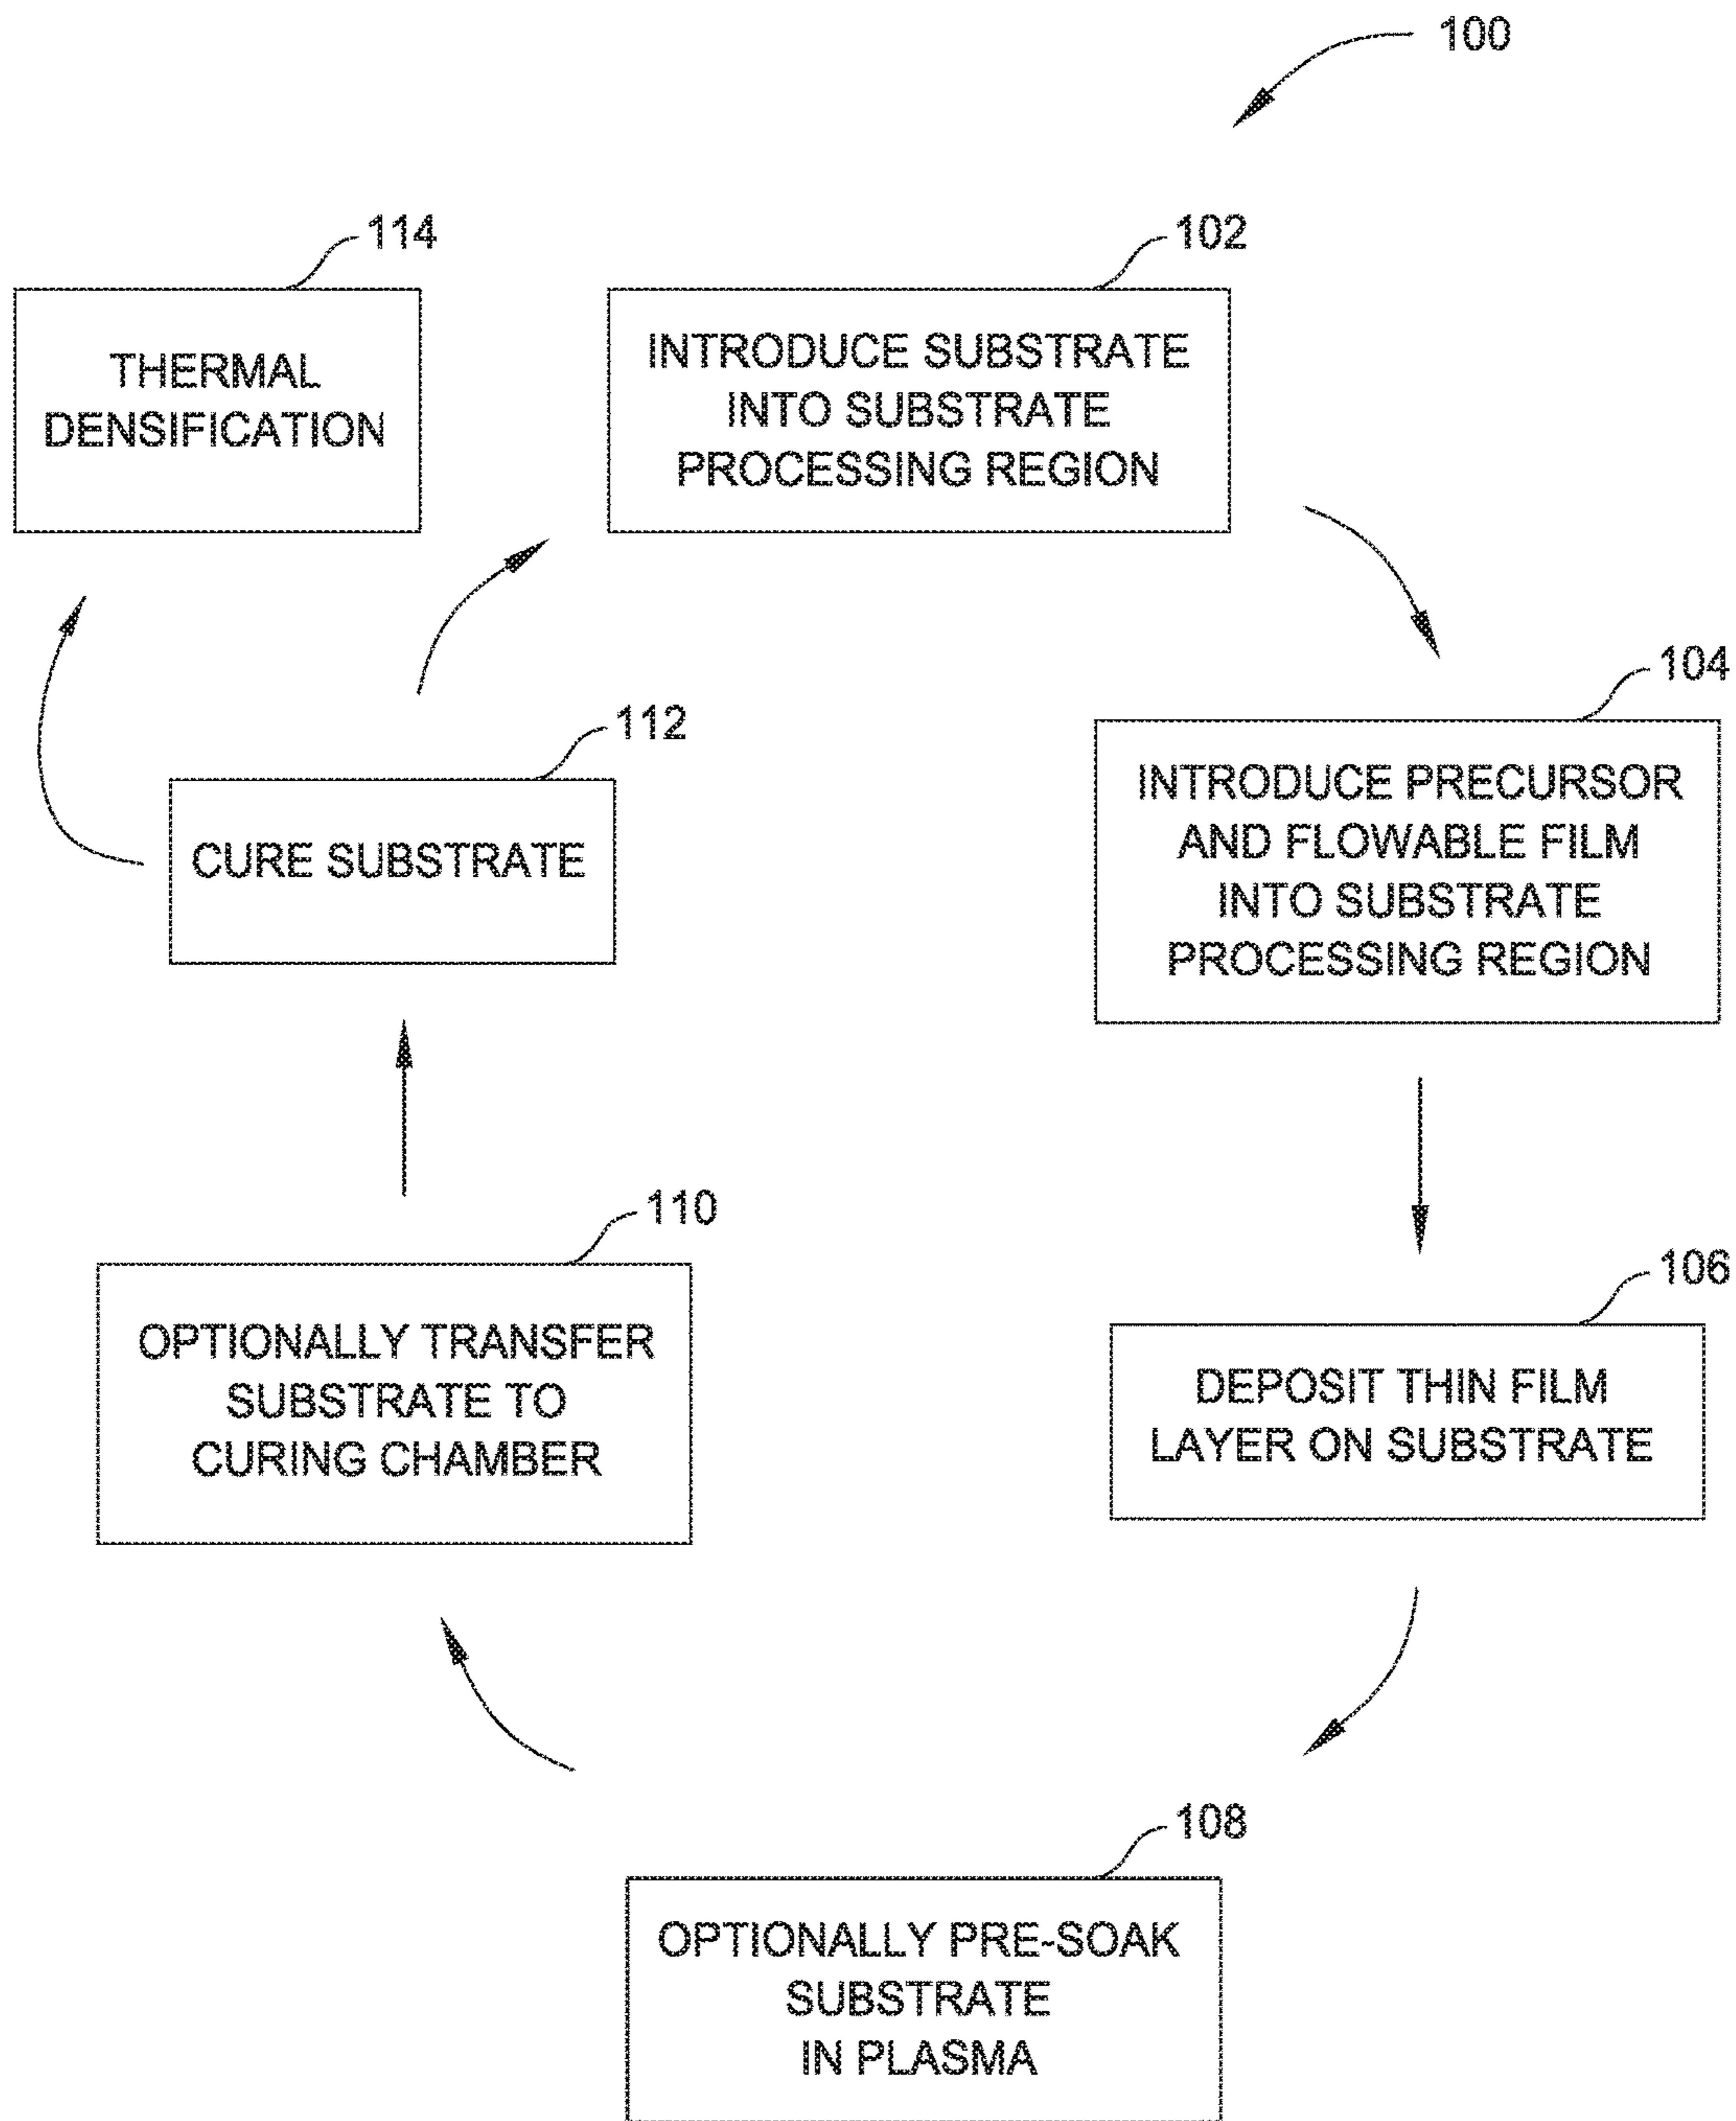 100
114
THERMAL
DENSIFICATION
102
INTRODUCE SUBSTRATE
INTO SUBSTRATE
PROCESSING REGION
104
INTRODUCE PRECURSOR
AND FLOWABLE FILM
INTO SUBSTRATE
PROCESSING REGION
112
CURE SUBSTRATE
110
OPTIONALLY TRANSFER
SUBSTRATE TO
CURING CHAMBER
106
DEPOSIT THIN FILM
LAYER ON SUBSTRATE
108
OPTIONALLY PRE-SOAK
SUBSTRATE
IN PLASMA